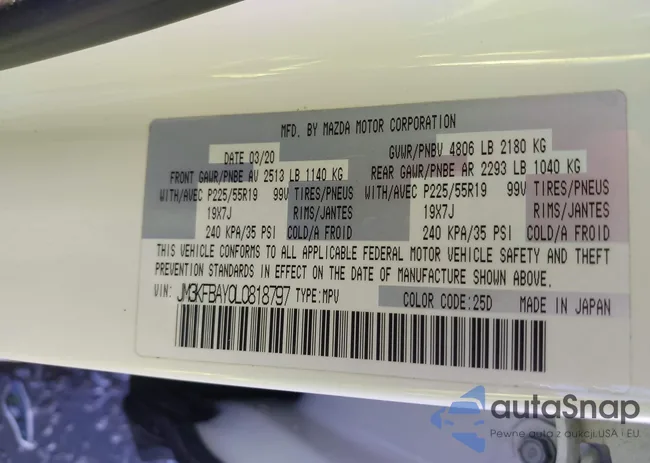 MFD. BY MAZDA MOTOR CORPORATION
DATE 03/20 GVWR/PNBV 4806 LB 2180 KG
FRONT GAWR/PNBE AV 2513 LB 1140 KG REAR GAWR/PNBE AR 2293 LB 1040 KG
WITH/AVEC P225/55R19 99V TIRES/PNEUS WITH/AVEC P225/55R19 99V TIRES/PNEUS
19X7J RIMS/JANTES 19X7J RIMS/JANTES
240 KPA/35 PSI COLD/A FROID 240 KPA/35 PSI COLD/A FROID
THIS VEHICLE CONFORMS TO ALL APPLICABLE FEDERAL MOTOR VEHICLE SAFETY AND THEFT
PREVENTION STANDARDS IN EFFECT ON THE DATE OF MANUFACTURE SHOWN ABOVE.
VIN: JM3KFBAY0L0818797 TYPE:MPV COLOR CODE:25D MADE IN JAPAN
autaSnap
Pewne auta z aukcji USA i EU